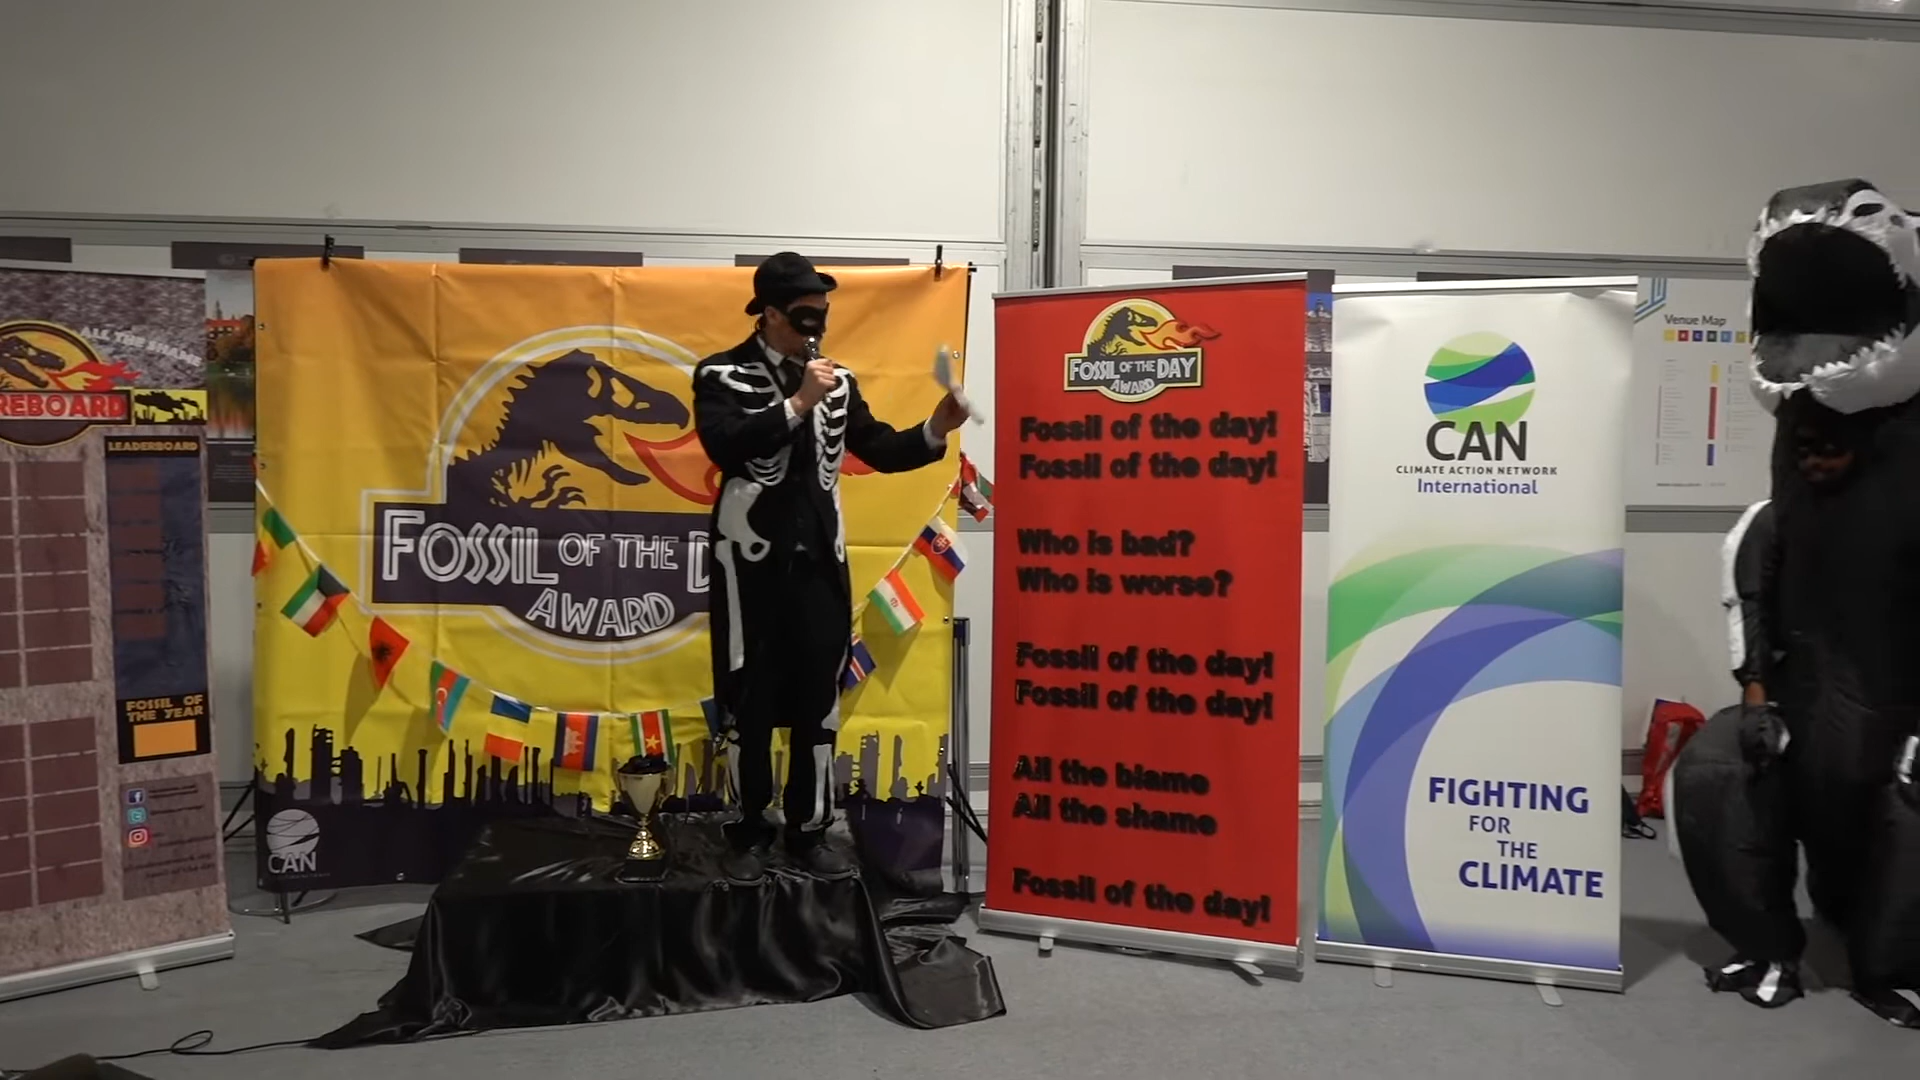 ALL THE SHAME
REBOARD
LEADERBOARD
FOSSIL OF
THE YEAR
FOSSIL OF THE D
AWARD
CAN
FOSSIL OF THE DAY
AWARD
Fossil of the day!
Fossil of the day!
Who is bad?
Who is worse?
Fossil of the day!
Fossil of the day!
All the blame
All the shame
Fossil of the day!
CAN
CLIMATE ACTION NETWORK
International
FIGHTING
FOR
THE
CLIMATE
Venue Map